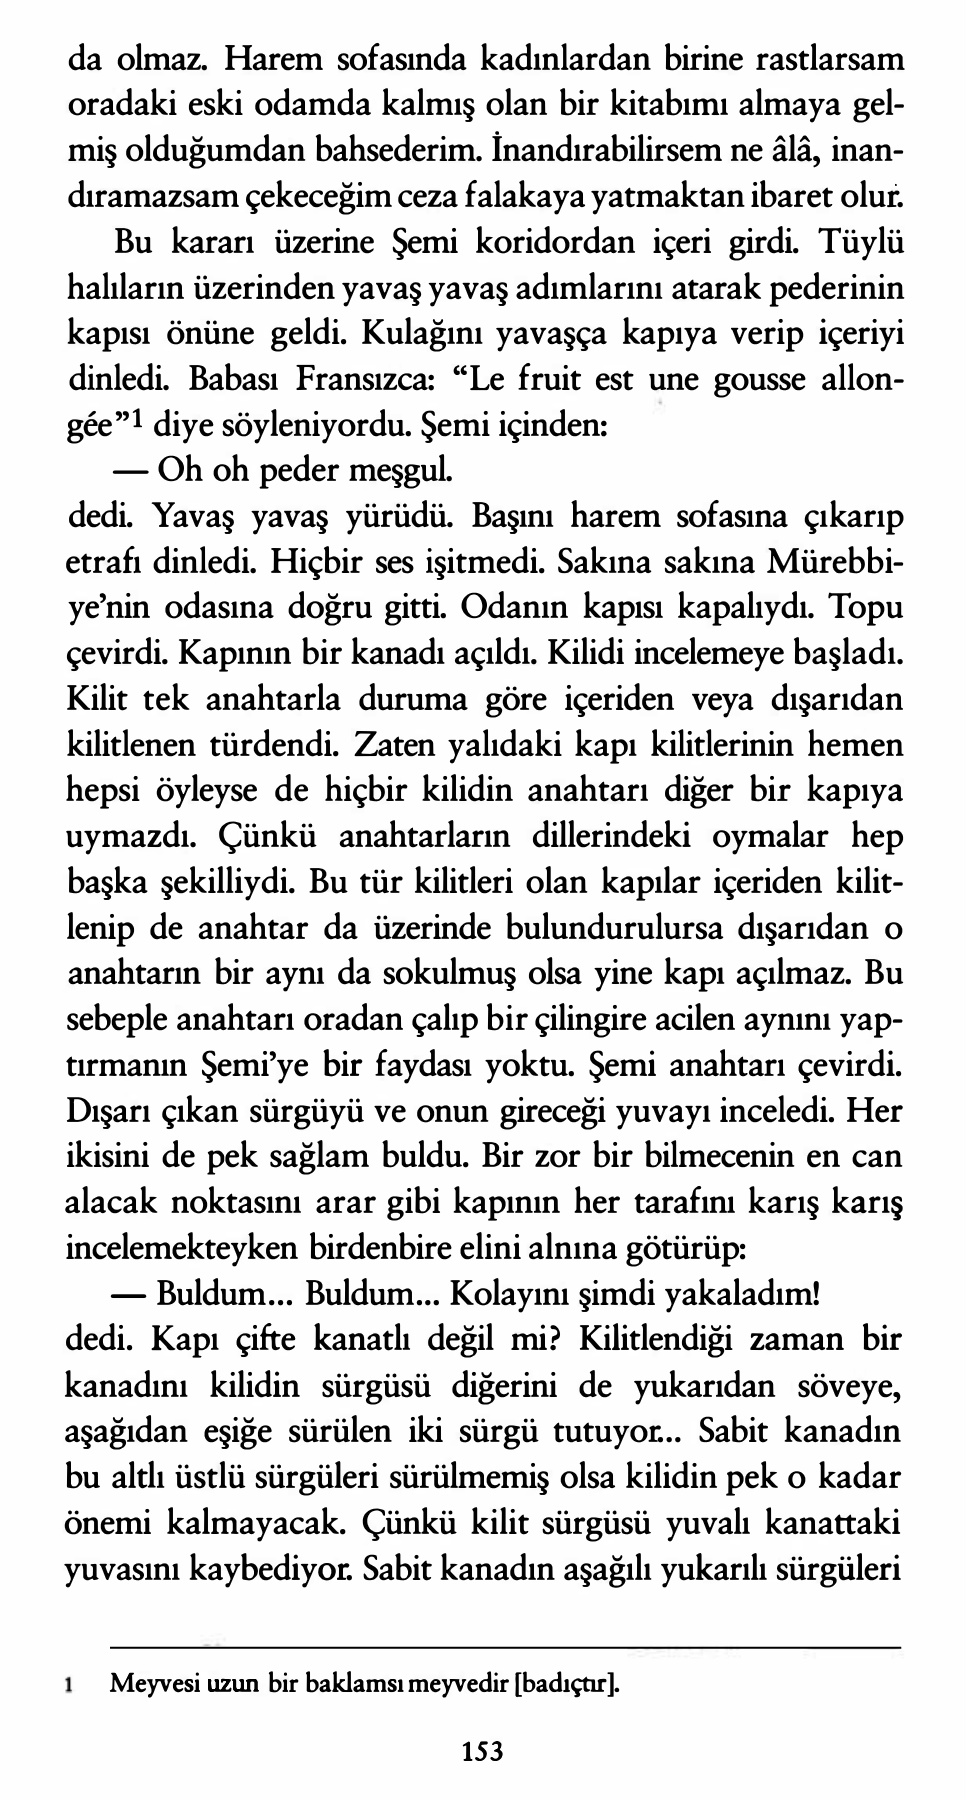 da olmaz. Harem sofasında kadınlardan birine rastlarsam
oradaki eski odamda kalmış olan bir kitabımı almaya gel-
miş olduğumdan bahsederim. İnandırabilirsem ne âlâ, inan-
dıramazsam çekeceğim ceza falakaya yatmaktan ibaret olur.
Bu kararı üzerine Şemi koridordan içeri girdi. Tüylü
halıların üzerinden yavaş yavaş adımlarını atarak pederinin
kapısı önüne geldi. Kulağını yavaşça kapıya verip içeriyi
dinledi. Babası Fransızca: “Le fruit est une gousse allon-
gée”1 diye söyleniyordu. Şemi içinden:
— Oh oh peder meşgul.
dedi. Yavaş yavaş yürüdü. Başını harem sofasına çıkarıp
etrafı dinledi. Hiçbir ses işitmedi. Sakına sakına Mürebbi-
ye’nin odasına doğru gitti. Odanın kapısı kapalıydı. Topu
çevirdi. Kapının bir kanadı açıldı. Kilidi incelemeye başladı.
Kilit tek anahtarla duruma göre içeriden veya dışarıdan
kilitlenen türdendi. Zaten yalıdaki kapı kilitlerinin hemen
hepsi öyleyse de hiçbir kilidin anahtarı diğer bir kapıya
uymazdı. Çünkü anahtarların dillerindeki oymalar hep
başka şekilliydi. Bu tür kilitleri olan kapılar içeriden kilit-
lenip de anahtar da üzerinde bulundurulursa dışarıdan o
anahtarın bir aynı da sokulmuş olsa yine kapı açılmaz. Bu
sebeple anahtarı oradan çalıp bir çilingire acilen aynını yap-
tırmanın Şemi’ye bir faydası yoktu. Şemi anahtarı çevirdi.
Dışarı çıkan sürgüyü ve onun gireceği yuvayı inceledi. Her
ikisini de pek sağlam buldu. Bir zor bir bilmecenin en can
alacak noktasını arar gibi kapının her tarafını karış karış
incelemekteyken birdenbire elini alnına götürüp:
— Buldum... Buldum... Kolayını şimdi yakaladım!
dedi. Kapı çifte kanatlı değil mi? Kilitlendiği zaman bir
kanadını kilidin sürgüsü diğerini de yukarıdan söveye,
aşağıdan eşiğe sürülen iki sürgü tutuyor... Sabit kanadın
bu altlı üstlü sürgüleri sürülmemiş olsa kilidin pek o kadar
önemi kalmayacak. Çünkü kilit sürgüsü yuvalı kanattaki
yuvasını kaybediyor. Sabit kanadın aşağılı yukarılı sürgüleri
1 Meyvesi uzun bir baklamsı meyvedir [badıçtır].
153